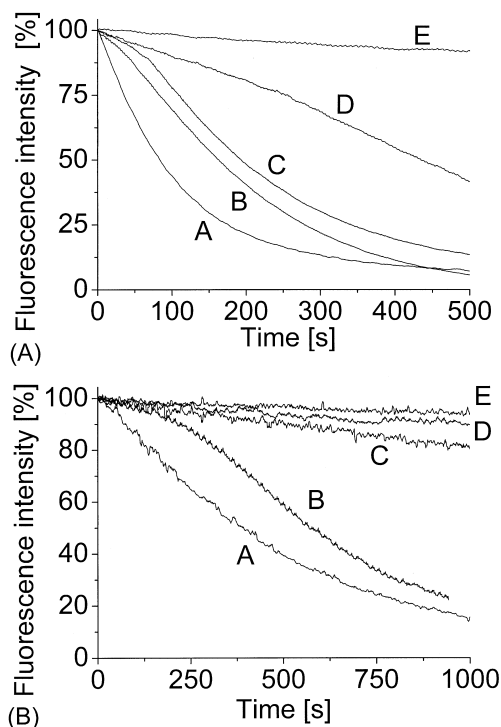 Fluorescence intensity [%]
100
75
50
25
0
E
D
C
B
A
0 100 200 300 400 500
Time [s]
(A)
Fluorescence intensity [%]
100
80
60
40
20
0
E
D
C
B
A
0 250 500 750 1000
Time [s]
(B)